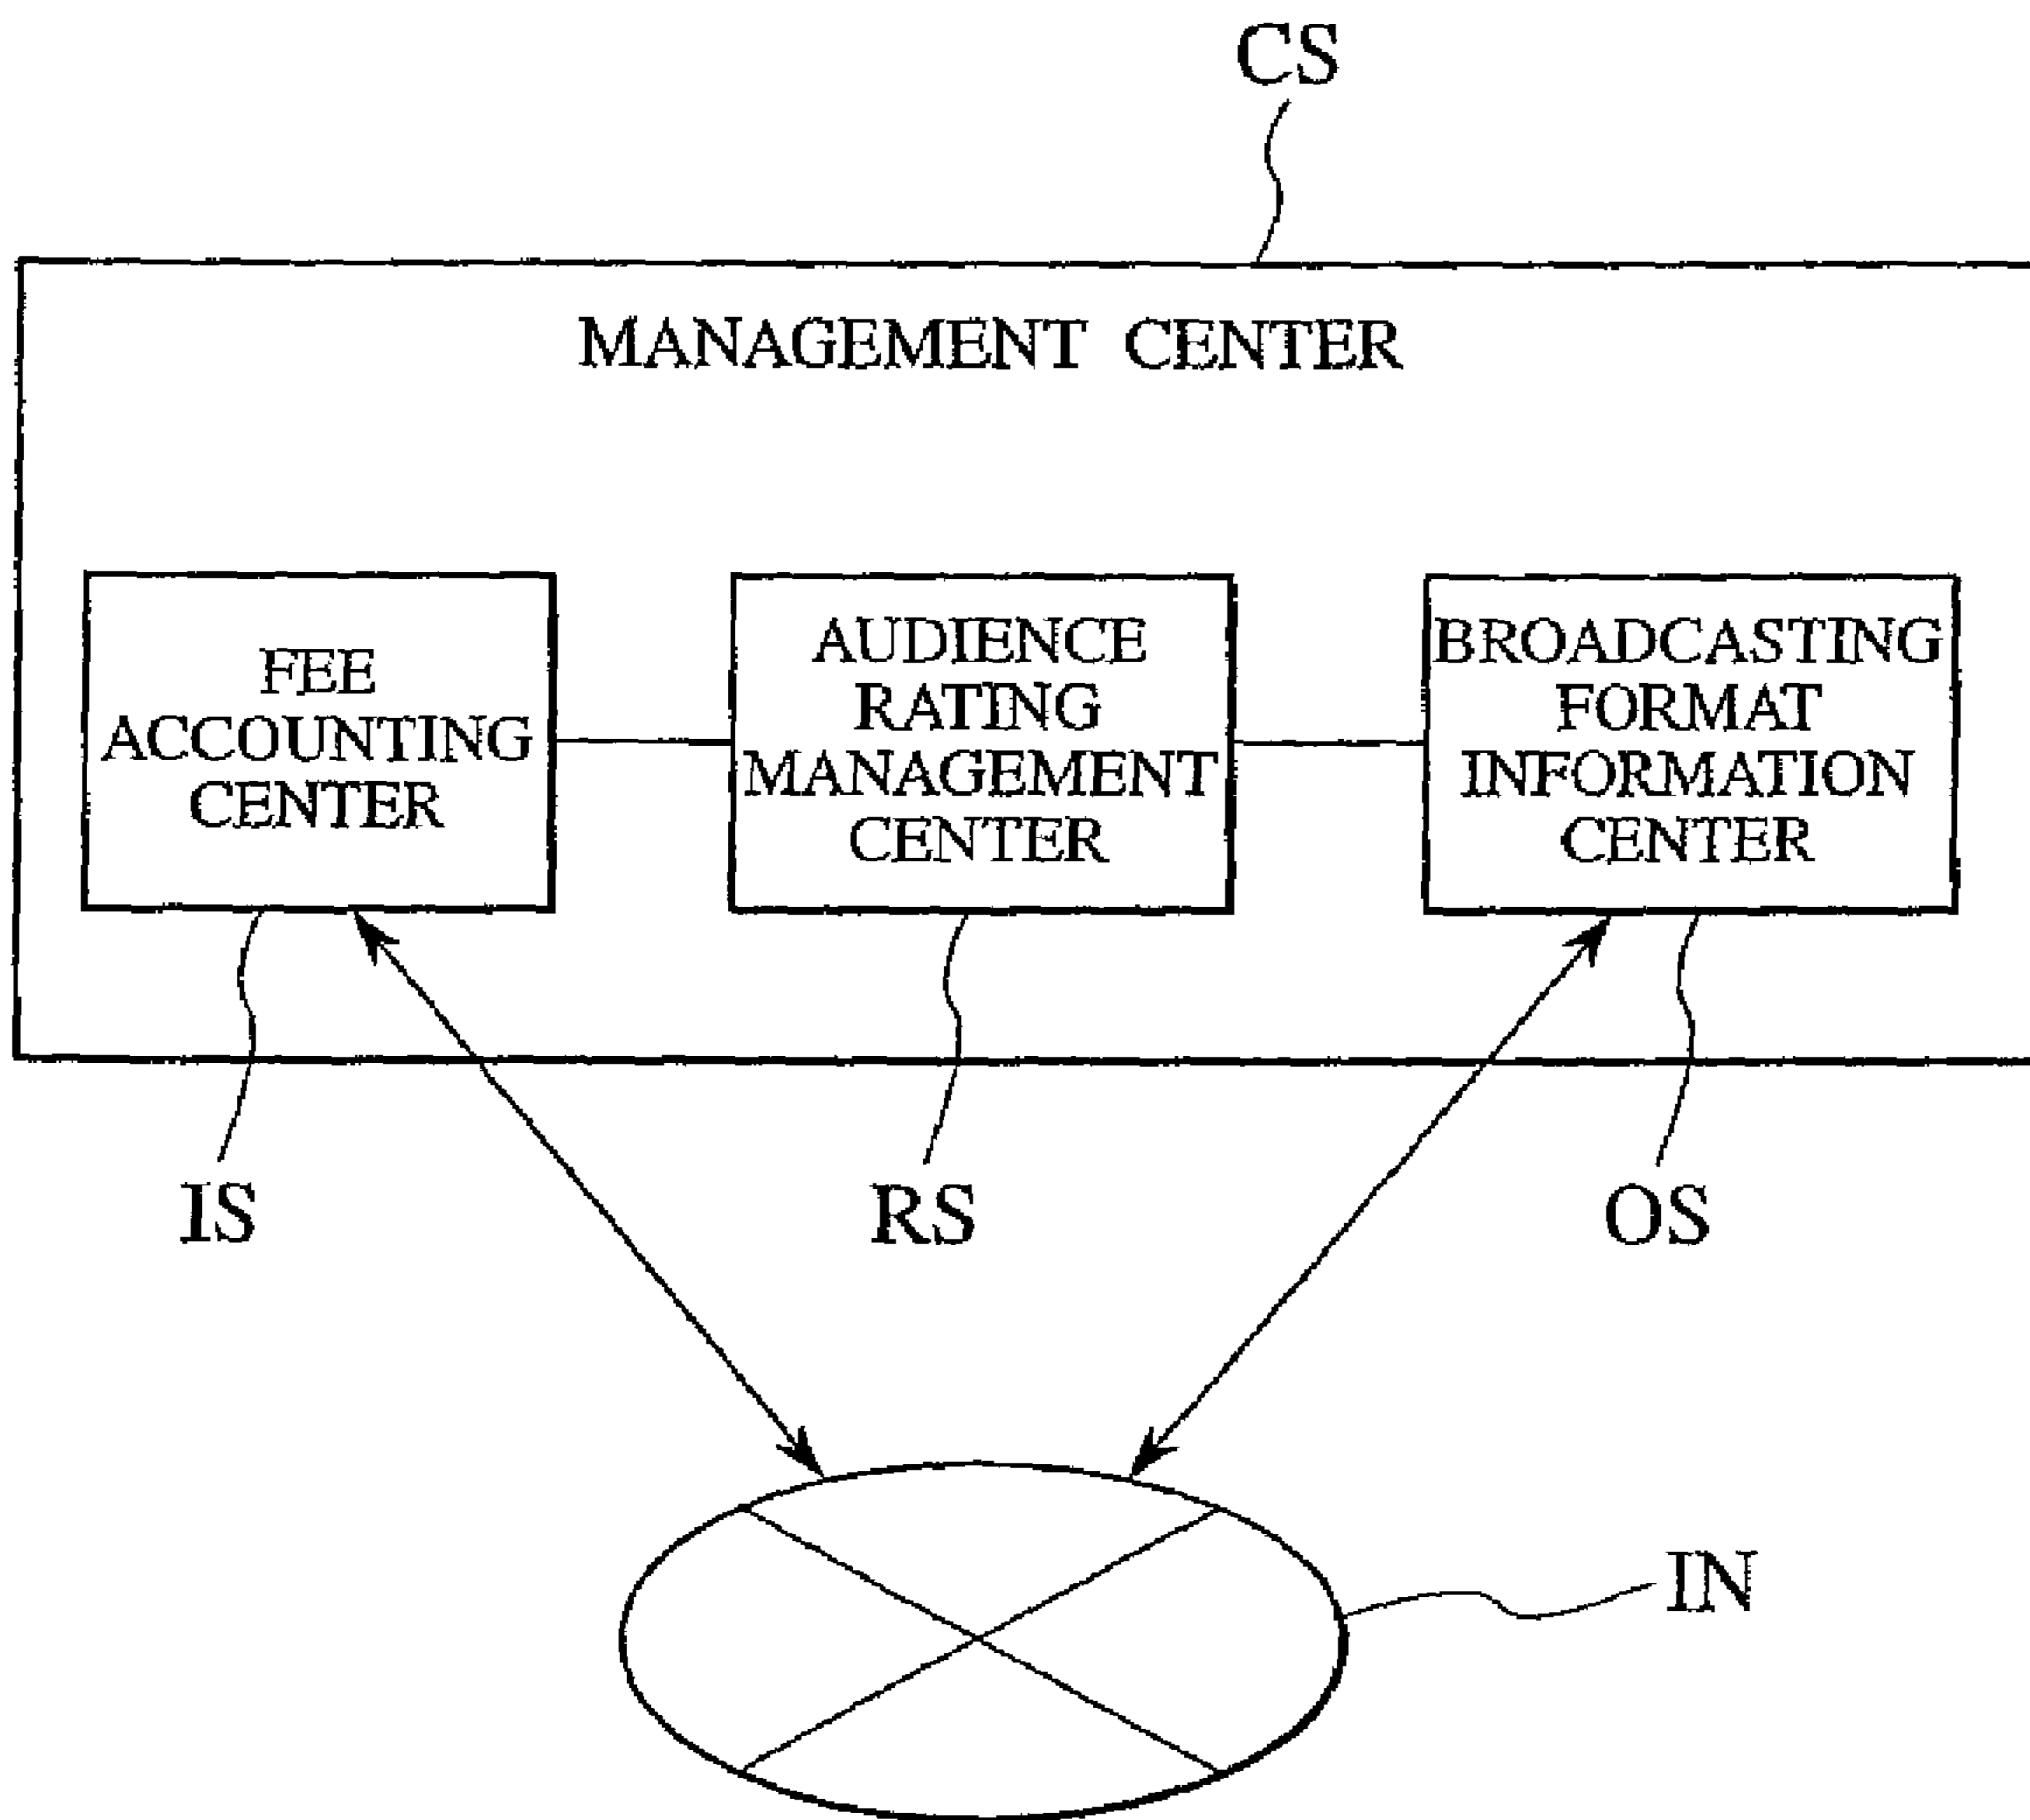 CS
MANAGEMENT CENTER
FEE
ACCOUNTING
CENTER
AUDIENCE
RATING
MANAGEMENT
CENTER
BROADCASTING
FORMAT
INFORMATION
CENTER
IS
RS
OS
IN